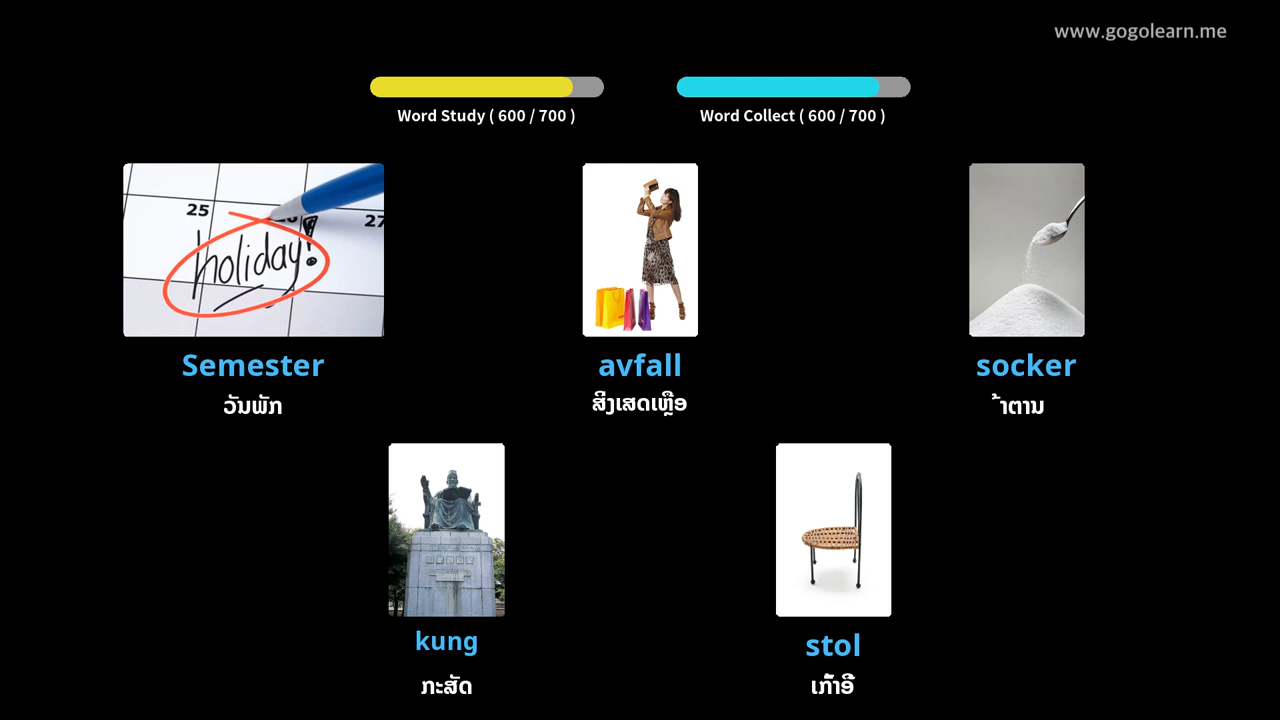 www.gogolearn.me
Word Study ( 600 / 700 )
Word Collect ( 600 / 700 )
25
26
27
holiday!
Semester
avfall
socker
ວັນພັກ
ສິ່ງເສດເຫຼືອ
້ຳຕານ
kung
stol
ກະສັດ
ເກົ້າອີ້